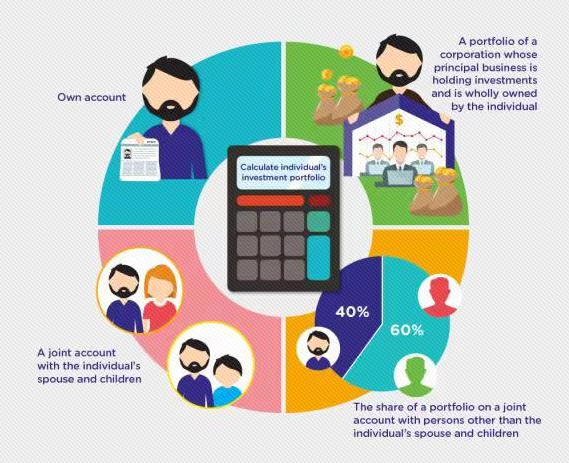 A portfolio of a
corporation whose
principal business is
holding investments
and is wholly owned
by the individual
Own account
$
Calculate individual's
investment portfolio
40%
60%
A joint account
with the individual's
spouse and children
The share of a portfolio on a joint
account with persons other than the
individual's spouse and children